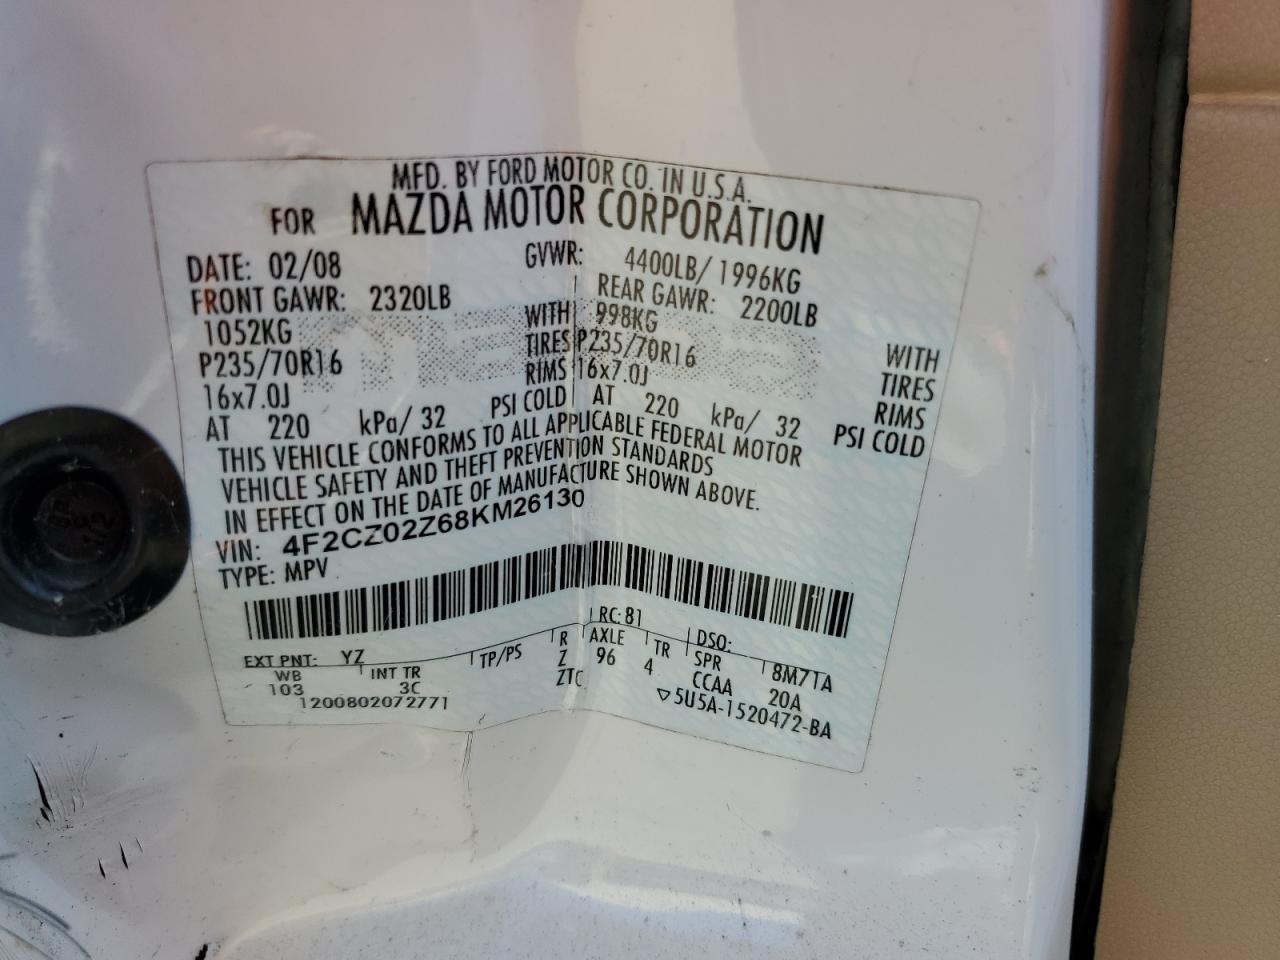 MFD. BY FORD MOTOR CO. IN U.S.A.
FOR MAZDA MOTOR CORPORATION
DATE: 02/08 GVWR: 4400LB/ 1996KG
FRONT GAWR: 2320LB REAR GAWR: 2200LB
1052KG WITH 998KG WITH
P235/70R16 TIRES P235/70R16 TIRES
16x7.0J RIMS 16x7.0J RIMS
AT 220 kPa/ 32 PSI COLD AT 220 kPa/ 32 PSI COLD
THIS VEHICLE CONFORMS TO ALL APPLICABLE FEDERAL MOTOR
VEHICLE SAFETY AND THEFT PREVENTION STANDARDS
IN EFFECT ON THE DATE OF MANUFACTURE SHOWN ABOVE.
VIN: 4F2CZ02Z68KM26130
TYPE: MPV
EXT PNT: YZ RC: 81 DSO:
WB INT TR TP/PS R AXLE TR SPR 8M71A
103 3C Z 96 4 CCAA 20A
1200802072771 ZTC ▽5U5A-1520472-BA